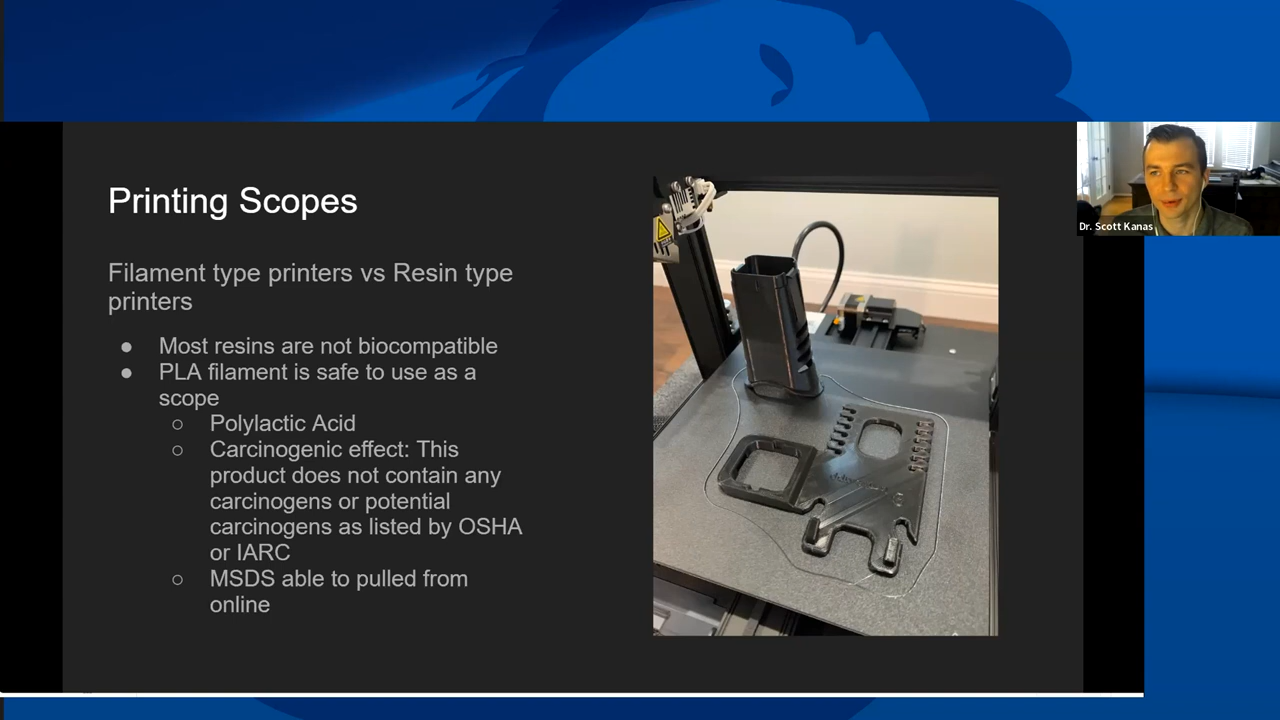 Printing Scopes
Filament type printers vs Resin type
printers
● Most resins are not biocompatible
● PLA filament is safe to use as a
scope
○ Polylactic Acid
○ Carcinogenic effect: This
product does not contain any
carcinogens or potential
carcinogens as listed by OSHA
or IARC
○ MSDS able to pulled from
online
Dr. Scott Kanas